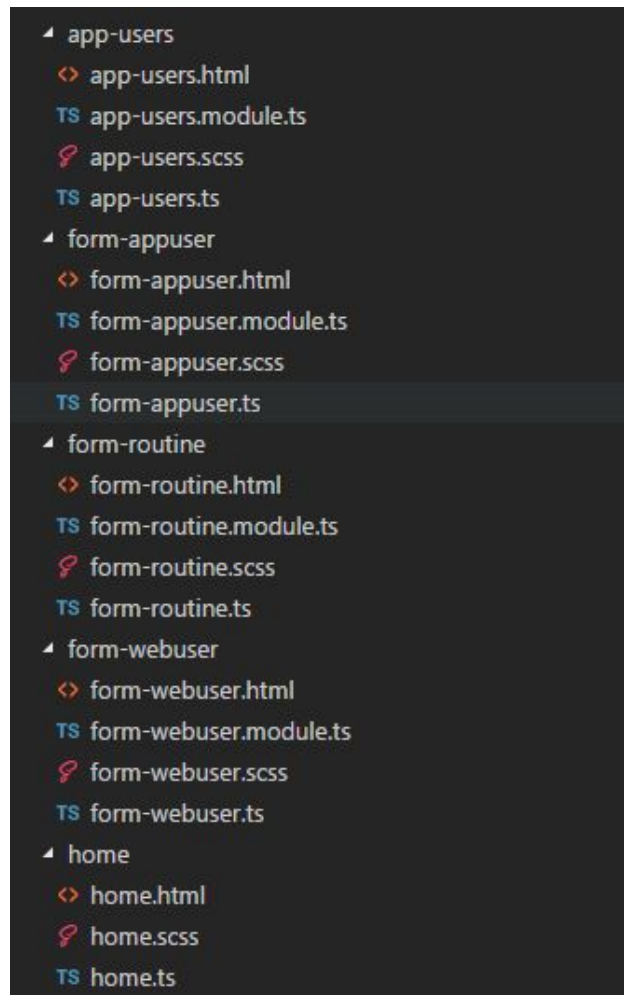 app-users
<> app-users.html
TS app-users.module.ts
app-users.scss
TS app-users.ts
form-appuser
<> form-appuser.html
TS form-appuser.module.ts
form-appuser.scss
TS form-appuser.ts
form-routine
<> form-routine.html
TS form-routine.module.ts
form-routine.scss
TS form-routine.ts
form-webuser
<> form-webuser.html
TS form-webuser.module.ts
form-webuser.scss
TS form-webuser.ts
home
<> home.html
home.scss
TS home.ts